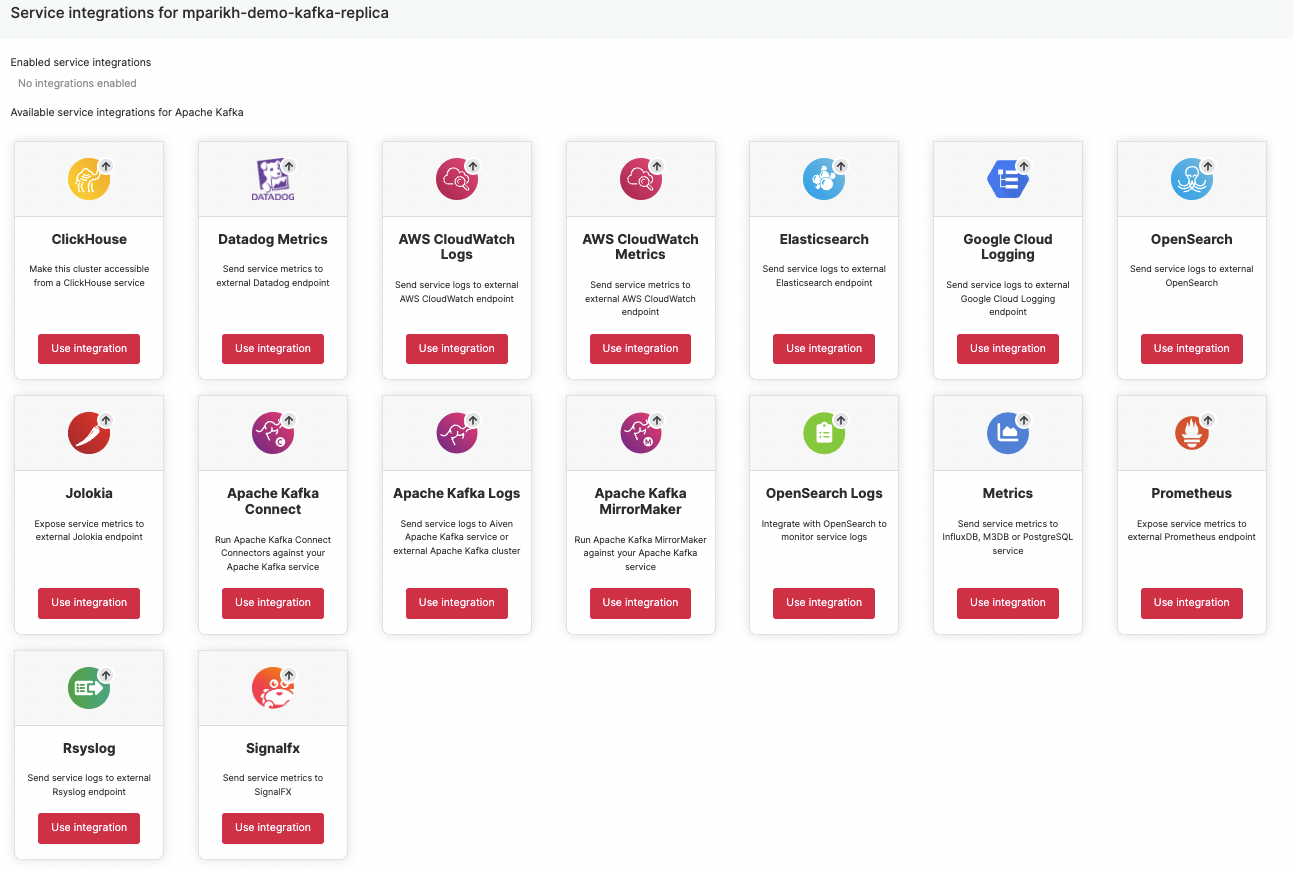 Service integrations for mparikh-demo-kafka-replica
Enabled service integrations
No integrations enabled
Available service integrations for Apache Kafka
DATADOG
ClickHouse
Make this cluster accessible
from a ClickHouse service
Use integration
Datadog Metrics
Send service metrics to
external Datadog endpoint
Use integration
AWS CloudWatch
Logs
Send service logs to external
AWS CloudWatch endpoint
Use integration
AWS CloudWatch
Metrics
Send service metrics to
external AWS CloudWatch
endpoint
Use integration
Elasticsearch
Send service logs to external
Elasticsearch endpoint
Use integration
Google Cloud
Logging
Send service logs to external
Google Cloud Logging
endpoint
Use integration
OpenSearch
Send service logs to external
OpenSearch
Use integration
Jolokia
Expose service metrics to
external Jolokia endpoint
Use integration
C
Apache Kafka
Connect
Run Apache Kafka Connect
Connectors against your
Apache Kafka service
Use integration
Apache Kafka Logs
Send service logs to Aiven
Apache Kafka service or
external Apache Kafka cluster
Use integration
M
Apache Kafka
MirrorMaker
Run Apache Kafka MirrorMaker
against your Apache Kafka
service
Use integration
OpenSearch Logs
Integrate with OpenSearch to
monitor service logs
Use integration
Metrics
Send service metrics to
InfluxDB, M3DB or PostgreSQL
service
Use integration
Prometheus
Expose service metrics to
external Prometheus endpoint
Use integration
Rsyslog
Send service logs to external
Rsyslog endpoint
Use integration
Signalfx
Send service metrics to
SignalFX
Use integration